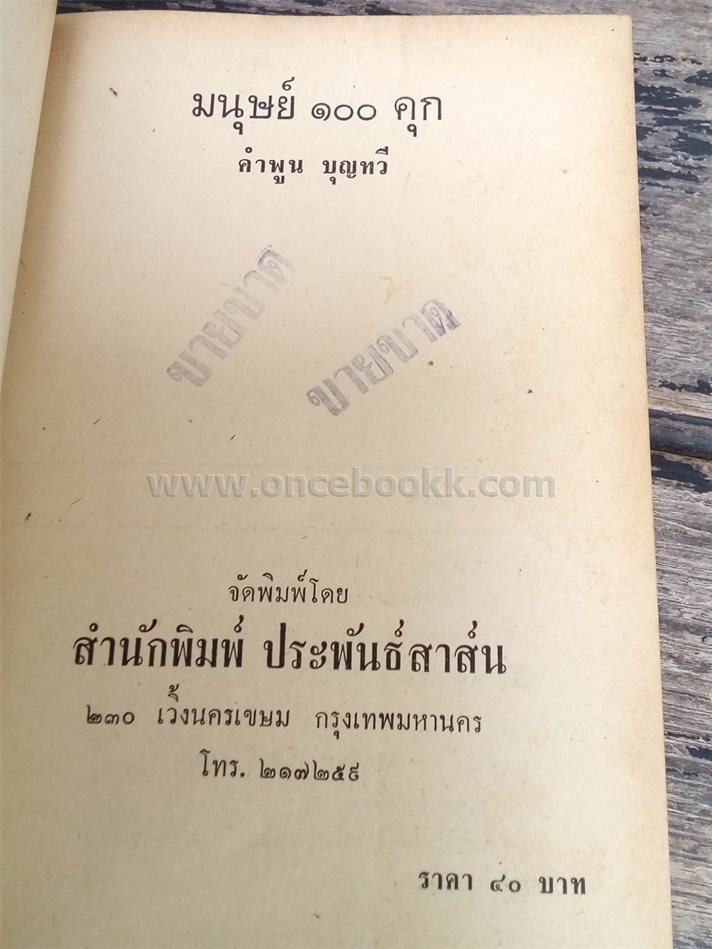 มนุษย์ ๑๐๐ คุก
คำพูน บุญทวี
ขายขาด
ขายขาด
www.oncebookk.com
จัดพิมพ์โดย
สำนักพิมพ์ ประพันธ์สาส์น
๒๓๐ เวิ้งนครเขษม กรุงเทพมหานคร
โทร. ๒๑๗๒๕๙
ราคา ๔๐ บาท